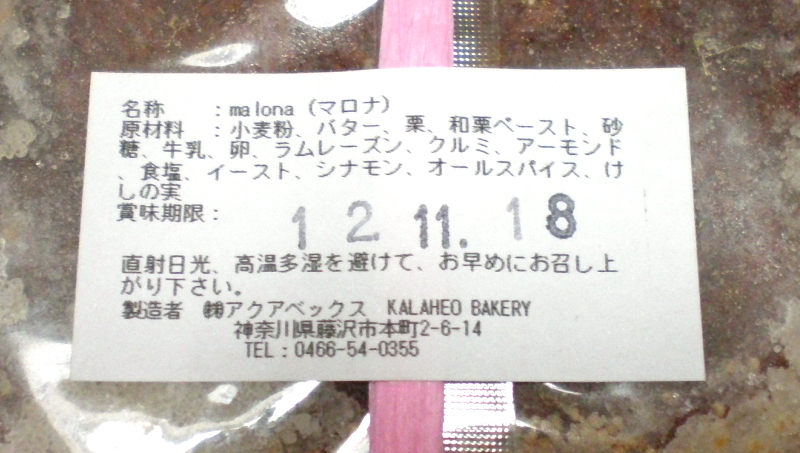 名称　　：malona（マロナ）
原材料　：小麦粉、バター、栗、和栗ペースト、砂
糖、牛乳、卵、ラムレーズン、クルミ、アーモンド
、食塩、イースト、シナモン、オールスパイス、け
しの実
賞味期限： 12.11.18
直射日光、高温多湿を避けて、お早めにお召し上
がり下さい。
製造者　㈱アクアベックス　KALAHEO BAKERY
神奈川県藤沢市本町2-6-14
TEL：0466-54-0355